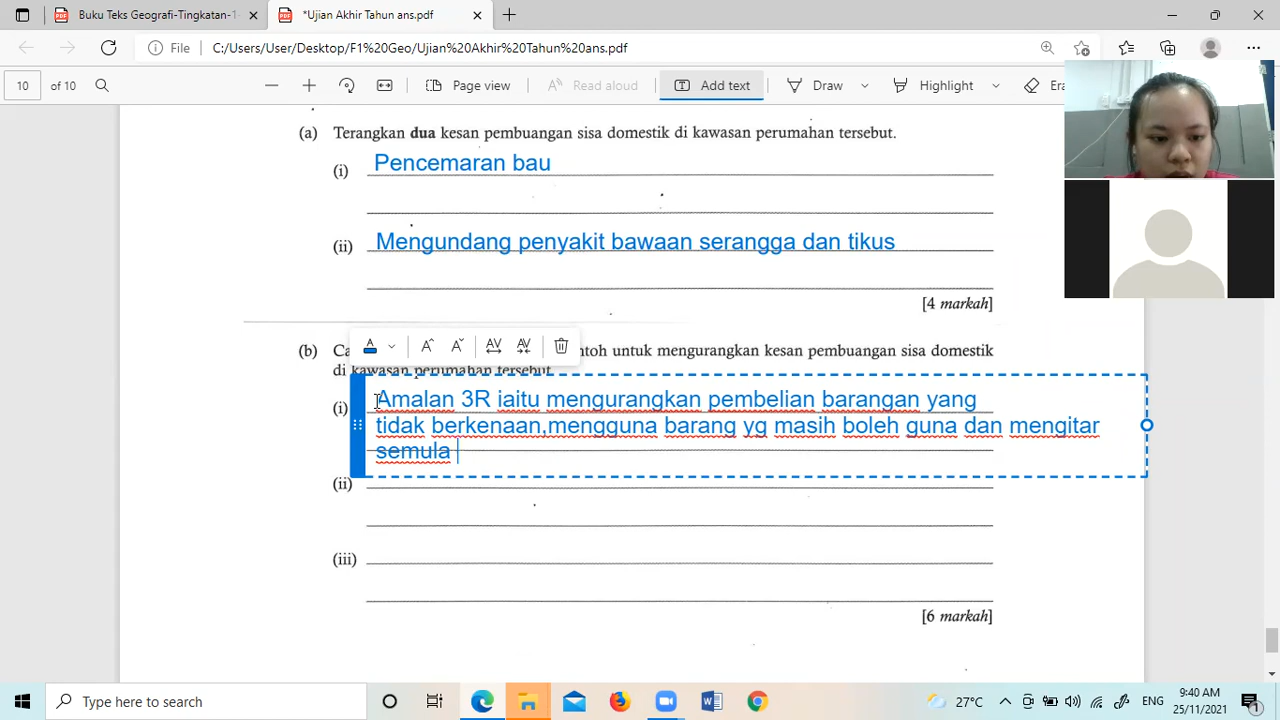 Buku Teks Geografi-Tingkatan-1
*Ujian Akhir Tahun ans.pdf
File
C:/Users/User/Desktop/F1%20Geo/Ujian%20Akhir%20Tahun%20ans.pdf
10 of 10
Page view
Read aloud
Add text
Draw
Highlight
Era
(a) Terangkan dua kesan pembuangan sisa domestik di kawasan perumahan tersebut.
(i) Pencemaran bau
(ii) Mengundang penyakit bawaan serangga dan tikus
[4 markah]
A
A
A
AV
AV
(b) Ca ntoh untuk mengurangkan kesan pembuangan sisa domestik
di kawasan perumahan tersebut.
(i) Amalan 3R iaitu mengurangkan pembelian barangan yang
tidak berkenaan,mengguna barang yg masih boleh guna dan mengitar
semula
(ii)
(iii)
[6 markah]
Type here to search
27°C
ENG
9:40 AM
25/11/2021